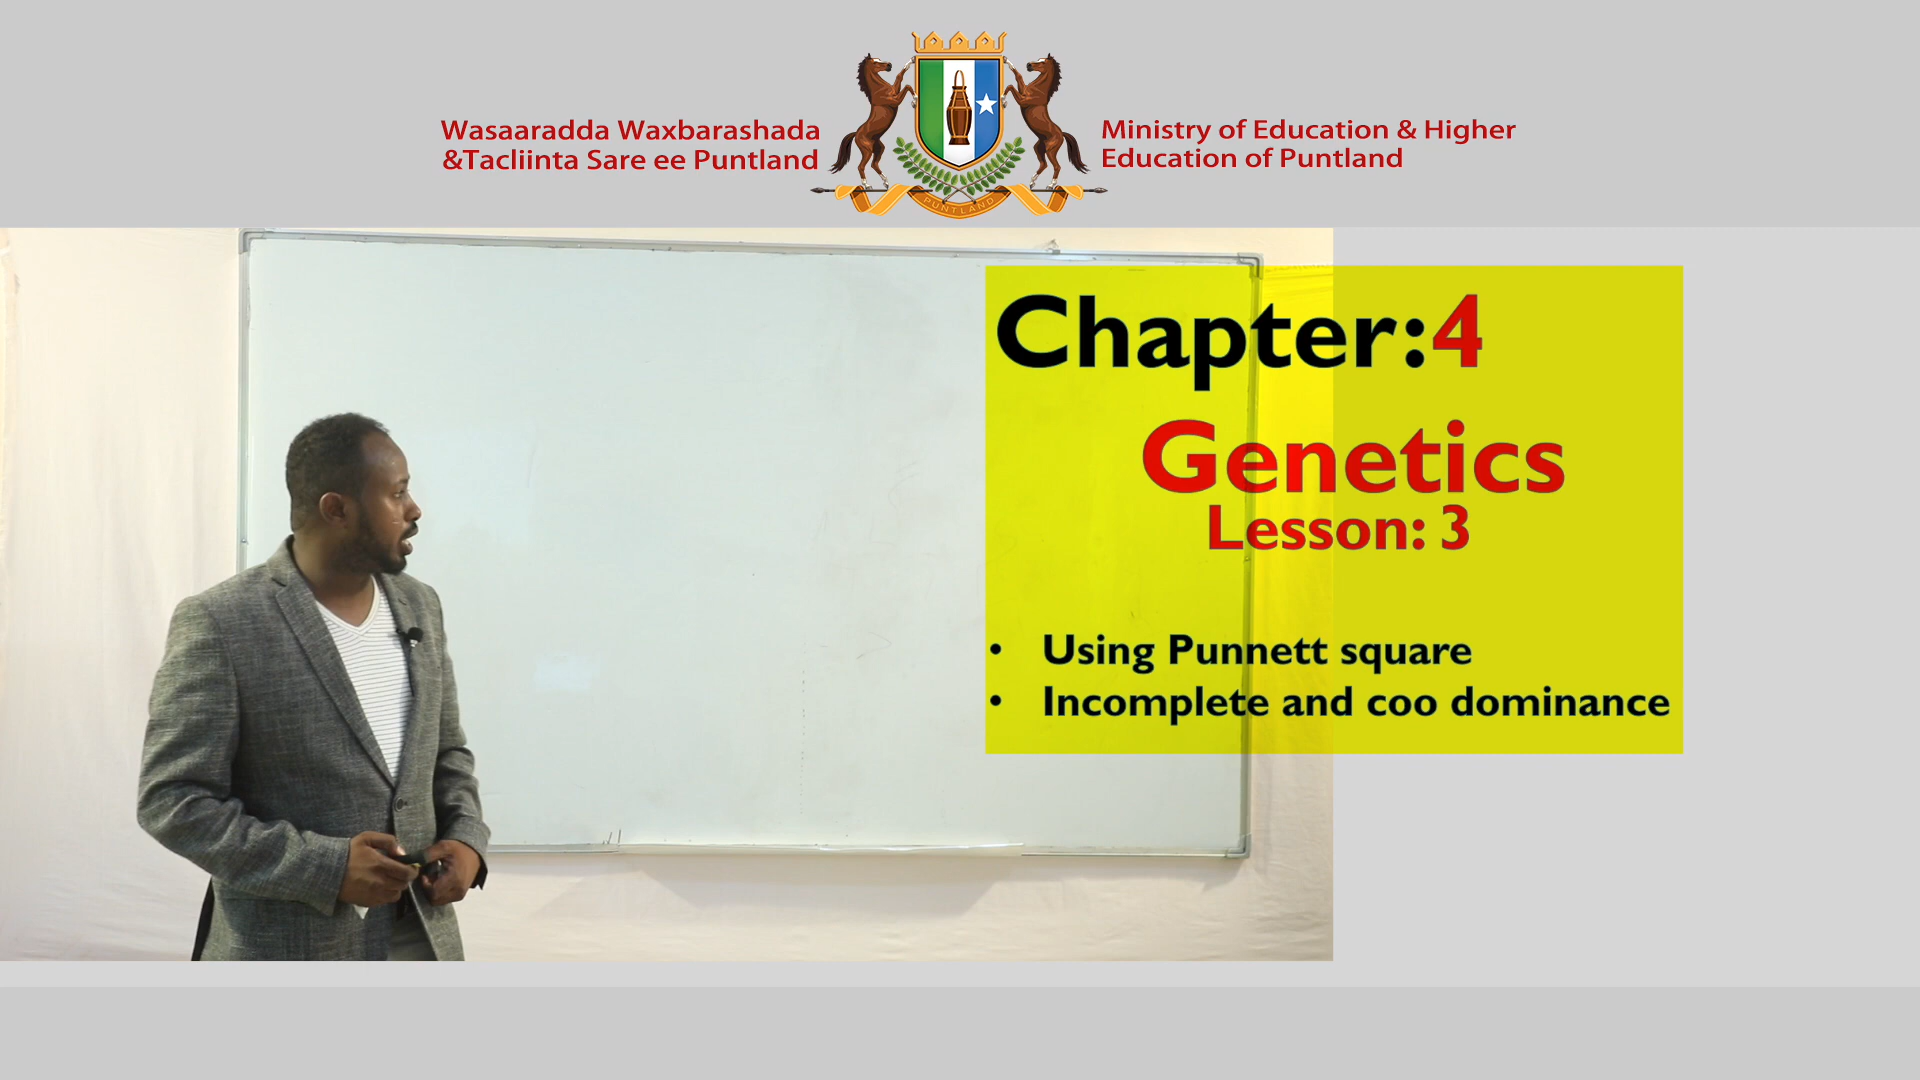 Wasaaradda Waxbarashada
&Tacliinta Sare ee Puntland
Ministry of Education & Higher
Education of Puntland
PUNTLAND
Chapter:4
Genetics
Lesson: 3
• Using Punnett square
• Incomplete and coo dominance